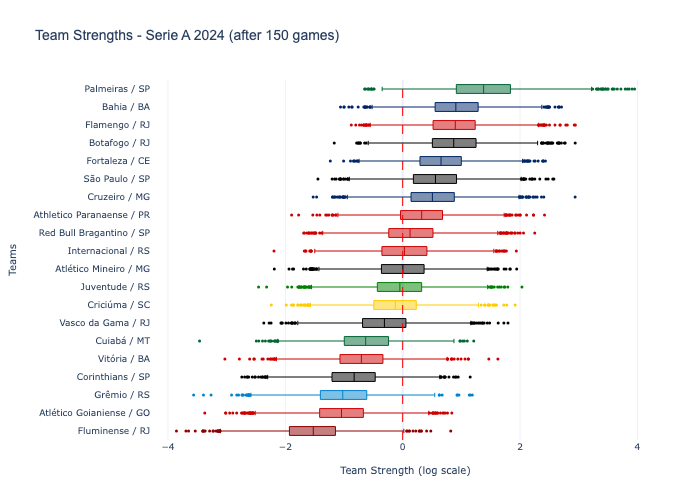 Team Strengths - Serie A 2024 (after 150 games)
Palmeiras / SP
Bahia / BA
Flamengo / RJ
Botafogo / RJ
Fortaleza / CE
São Paulo / SP
Cruzeiro / MG
Athletico Paranaense / PR
Red Bull Bragantino / SP
Internacional / RS
Atlético Mineiro / MG
Juventude / RS
Criciúma / SC
Vasco da Gama / RJ
Cuiabá / MT
Vitória / BA
Corinthians / SP
Grêmio / RS
Atlético Goianiense / GO
Fluminense / RJ
Teams
−4 −2 0 2 4
Team Strength (log scale)